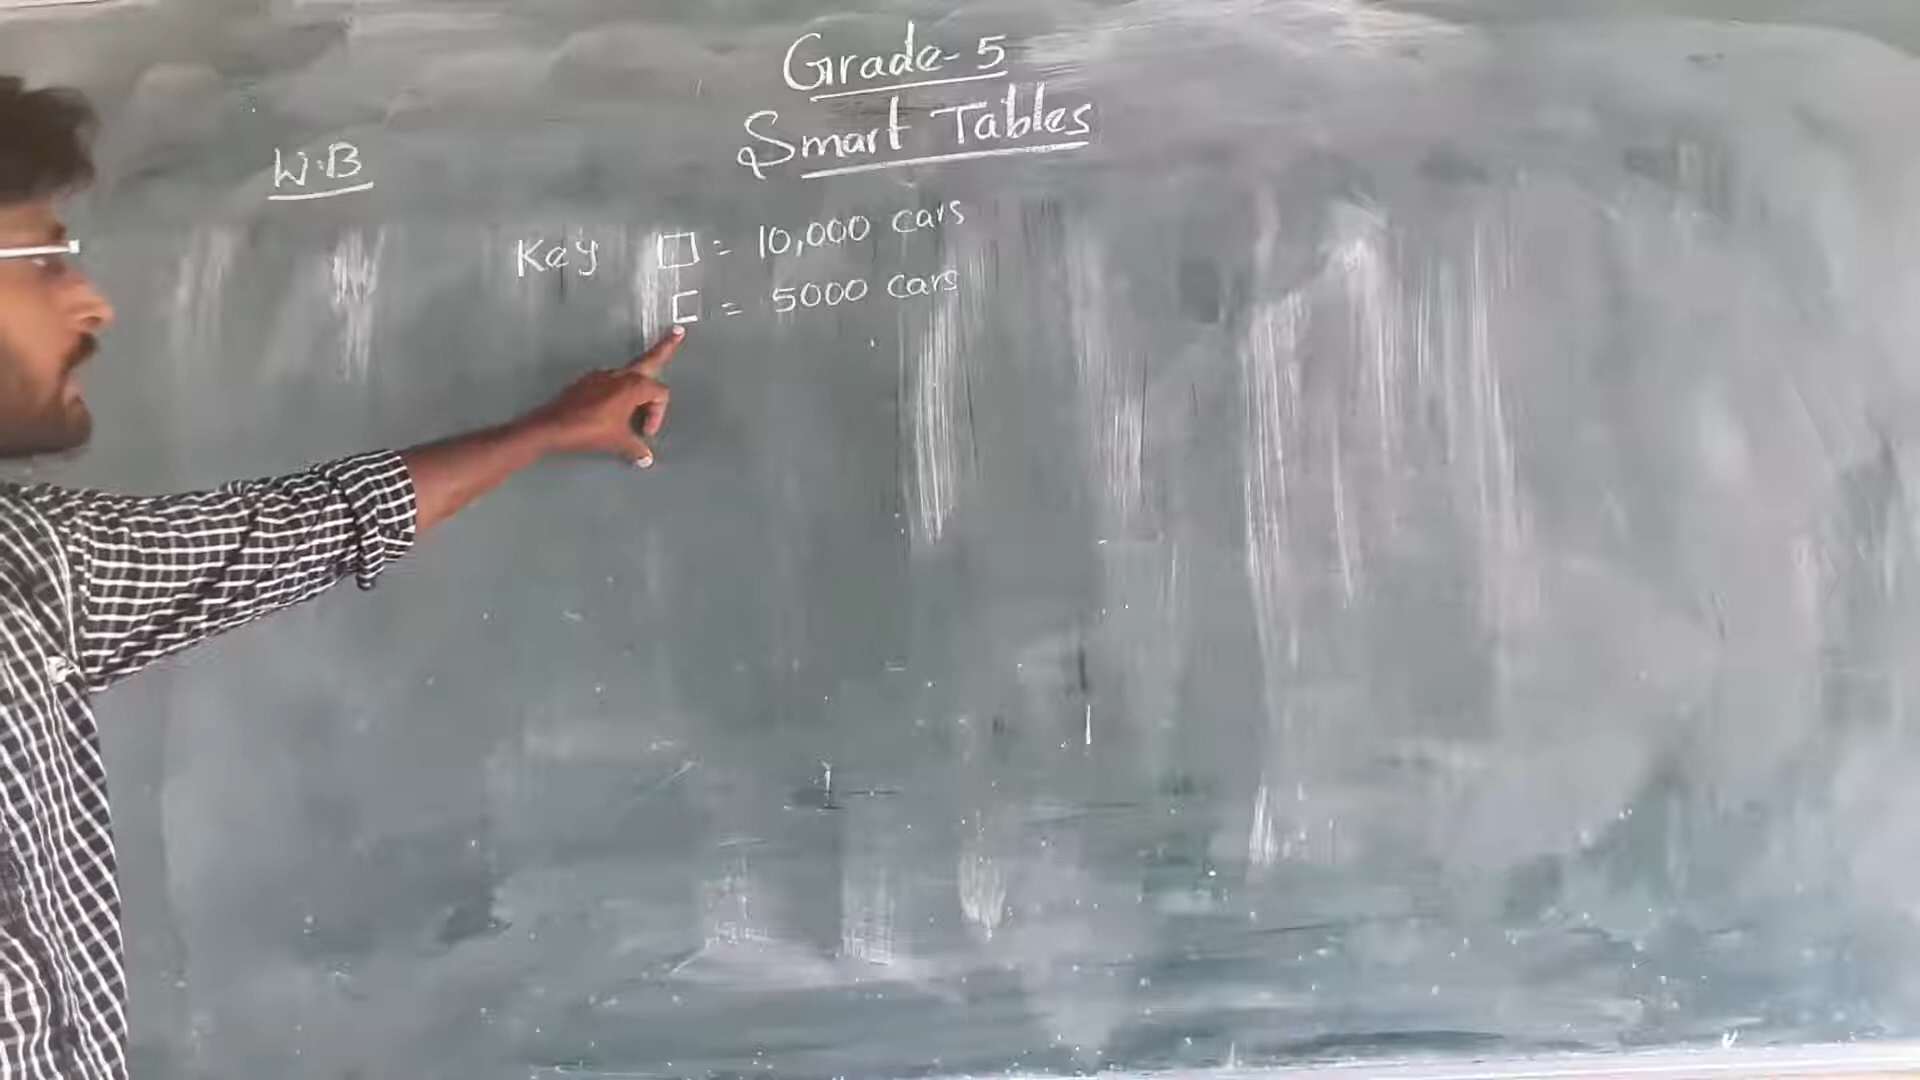 Grade-5
Smart Tables
W.B
Key □ = 10,000 cars
⊏ = 5000 cars